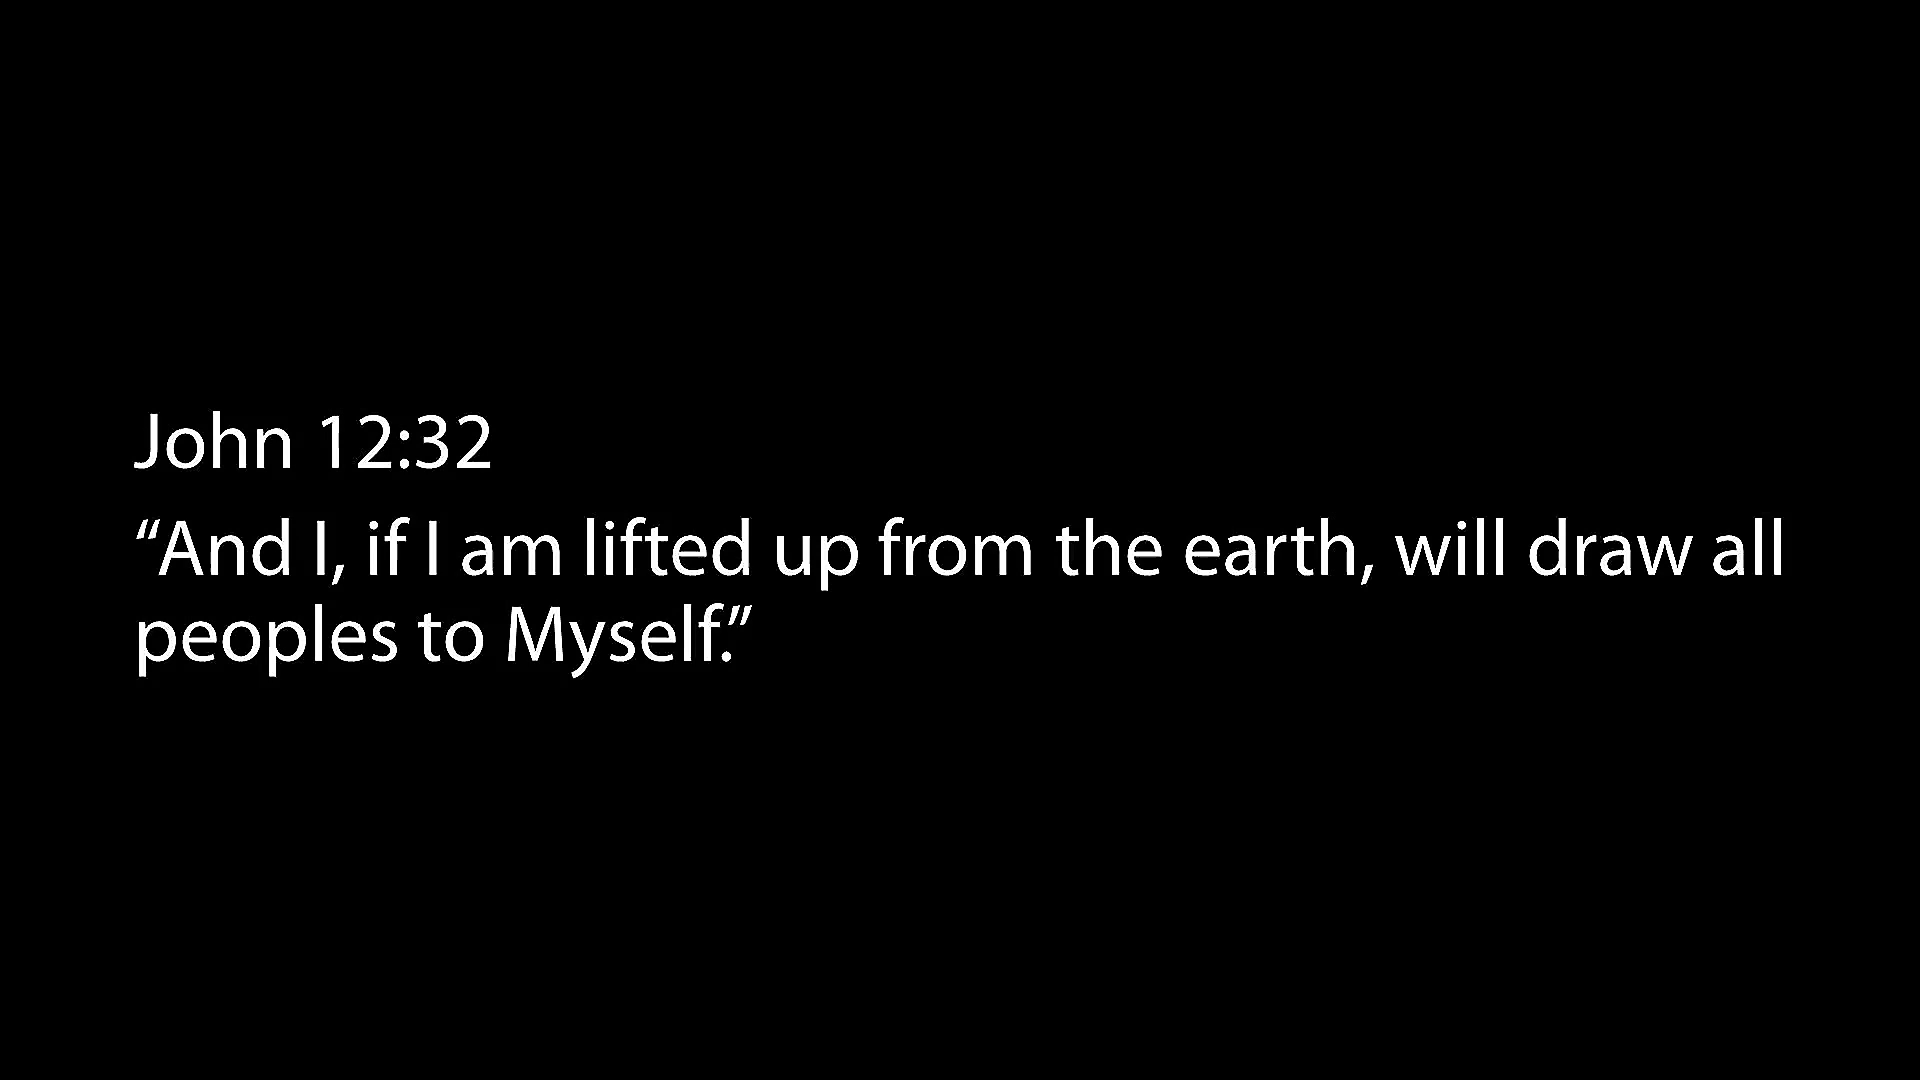 John 12:32
“And I, if I am lifted up from the earth, will draw all
peoples to Myself.”